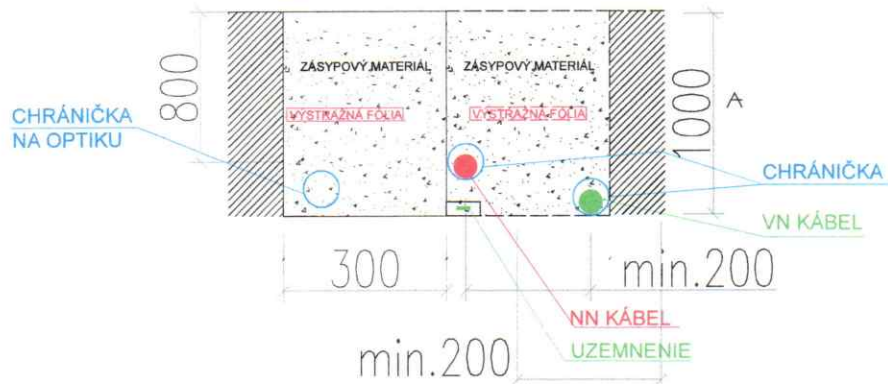 800
ZÁSYPOVÝ MATERIÁL
ZÁSYPOVÝ MATERIÁL
VÝSTRAŽNÁ FÓLIA
VÝSTRAŽNÁ FÓLIA
1000
A
CHRÁNIČKA
NA OPTIKU
CHRÁNIČKA
VN KÁBEL
300
min.200
NN KÁBEL
UZEMNENIE
min.200